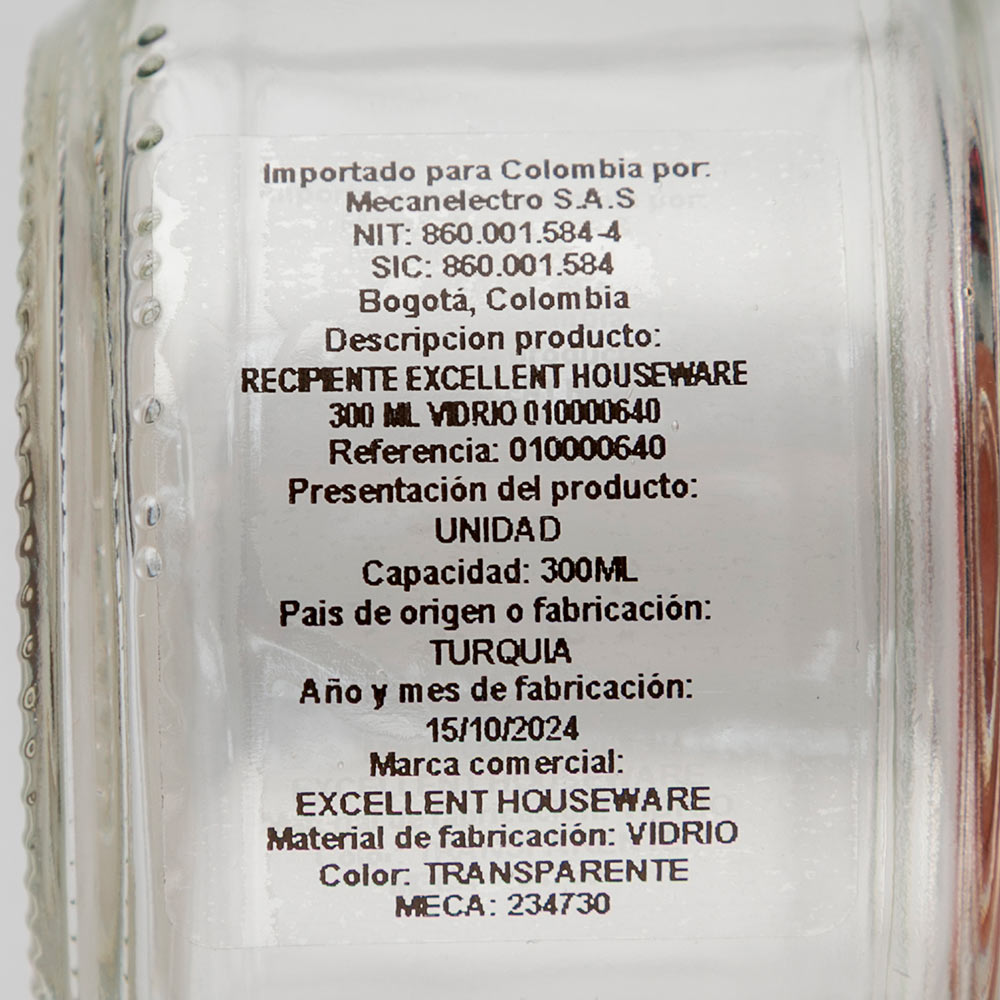 Importado para Colombia por:
Mecanelectro S.A.S
NIT: 860.001.584-4
SIC: 860.001.584
Bogotá, Colombia
Descripcion producto:
RECIPIENTE EXCELLENT HOUSEWARE
300 ML VIDRIO 010000640
Referencia: 010000640
Presentación del producto:
UNIDAD
Capacidad: 300ML
Pais de origen o fabricación:
TURQUIA
Año y mes de fabricación:
15/10/2024
Marca comercial:
EXCELLENT HOUSEWARE
Material de fabricación: VIDRIO
Color: TRANSPARENTE
MECA: 234730